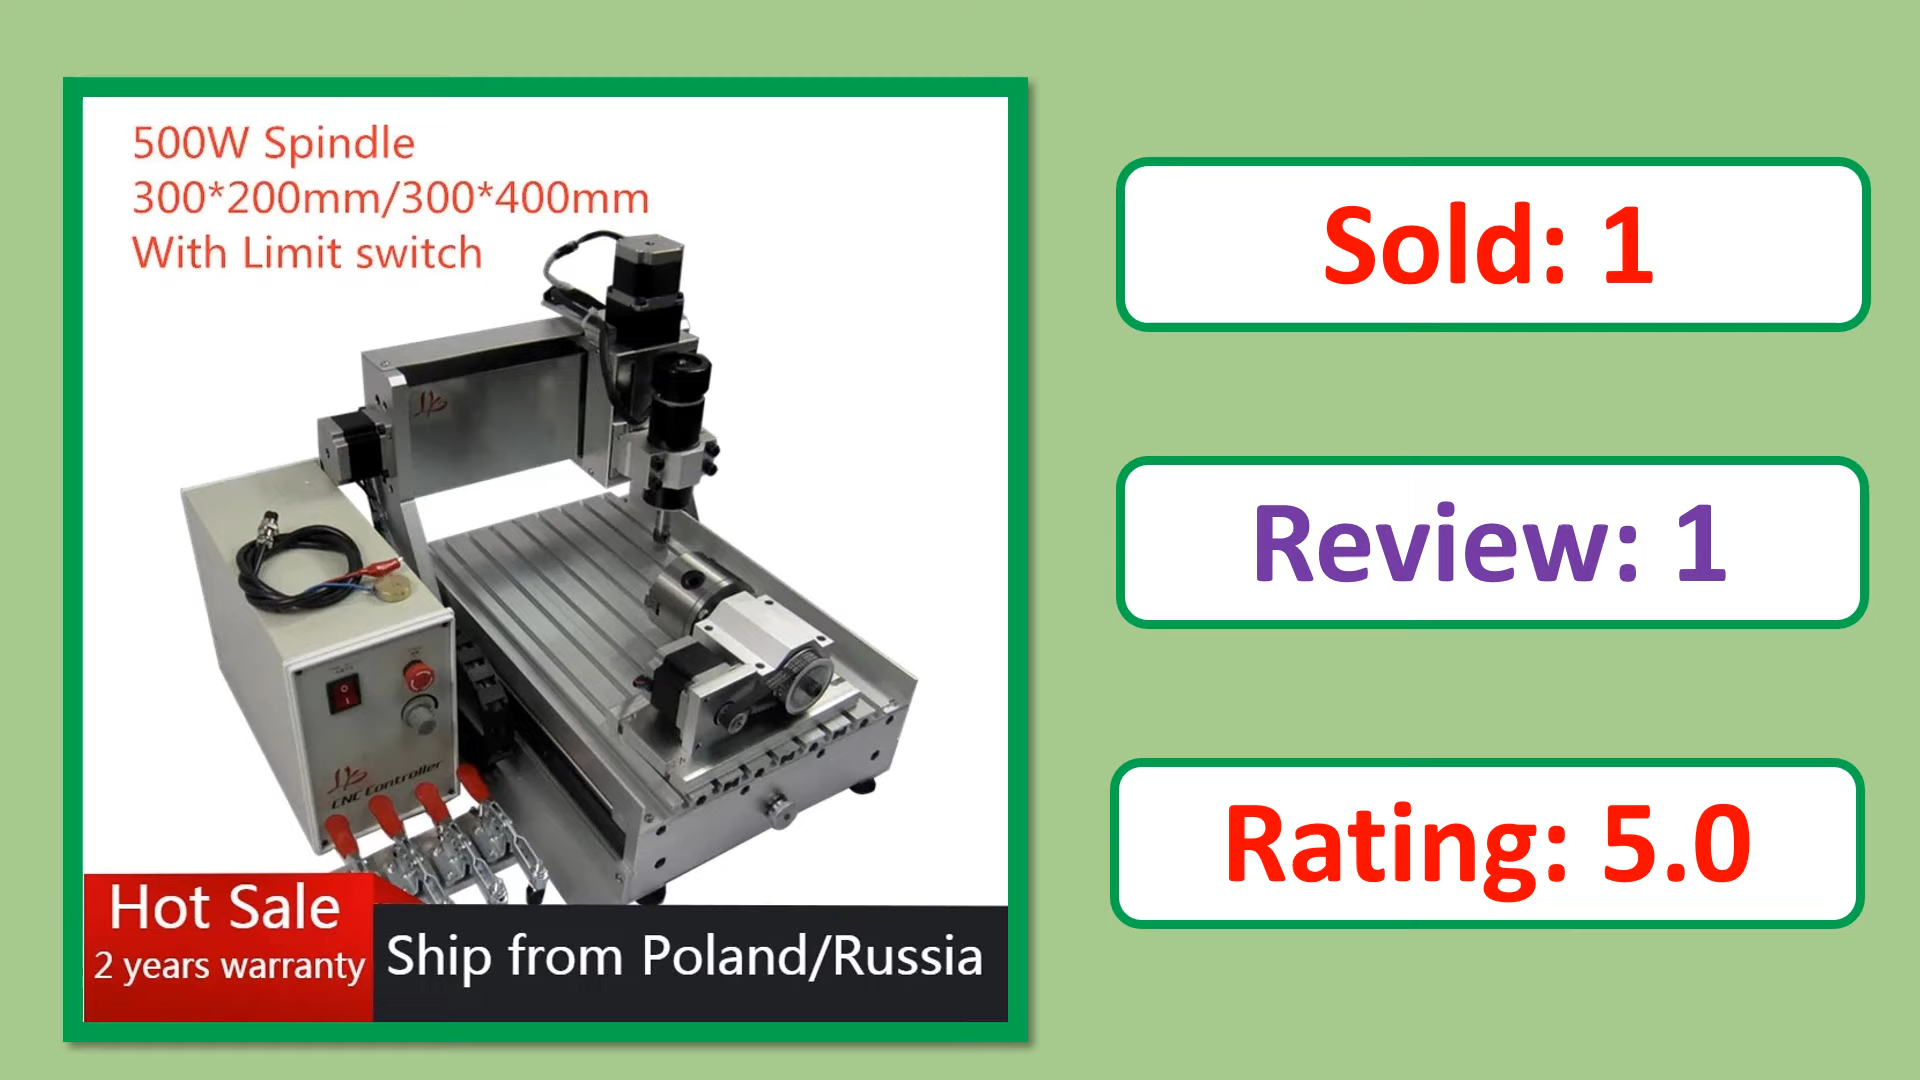 500W Spindle
300*200mm/300*400mm
With Limit switch
CNC Controller
Hot Sale
2 years warranty
Ship from Poland/Russia
Sold: 1
Review: 1
Rating: 5.0